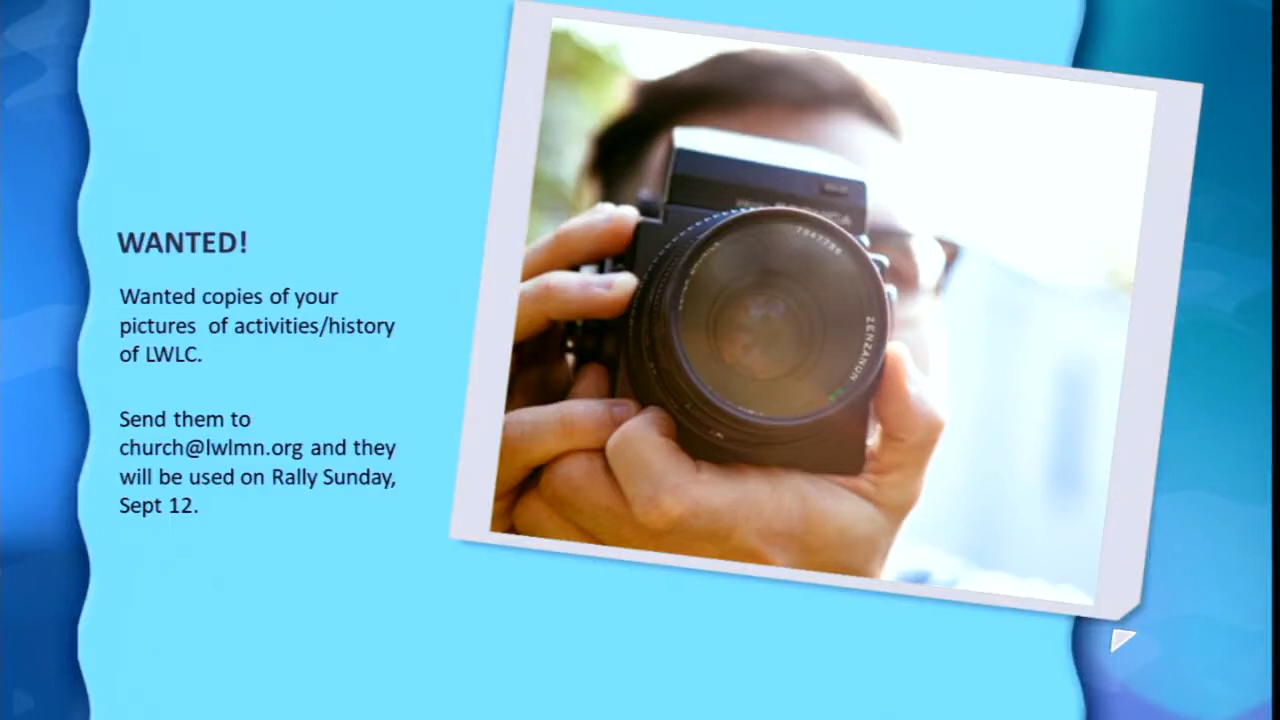 WANTED!
Wanted copies of your
pictures of activities/history
of LWLC.
Send them to
church@lwlmn.org and they
will be used on Rally Sunday,
Sept 12.
7947786
ZENZANON